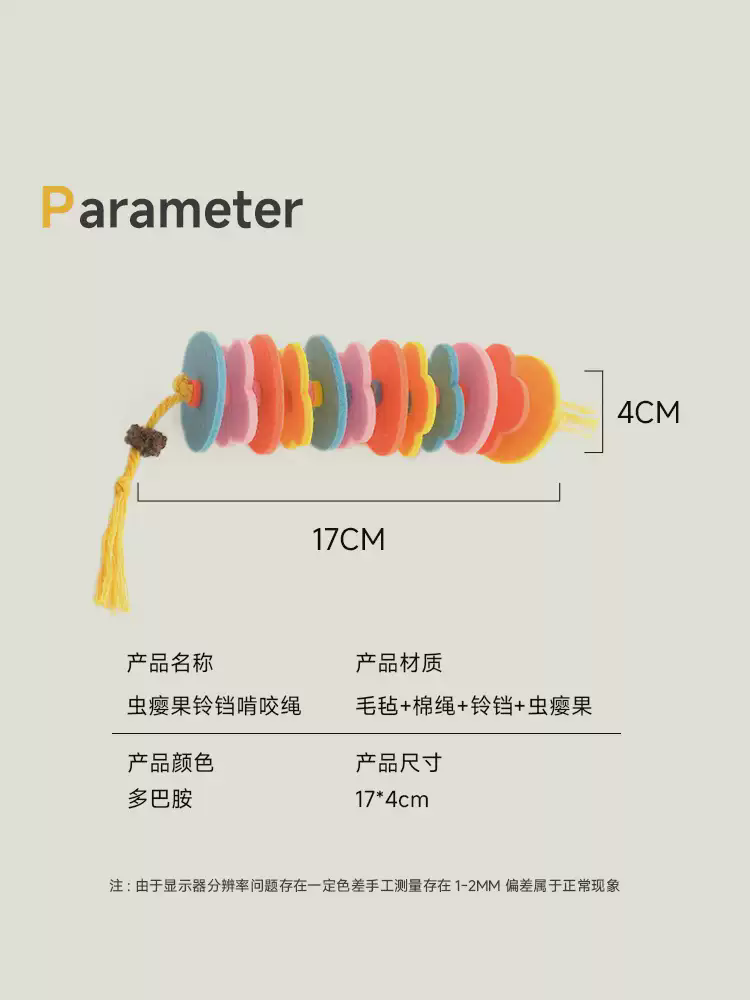 Parameter
4CM
17CM
产品名称 产品材质
虫瘿果铃铛啃咬绳 毛毡+棉绳+铃铛+虫瘿果
产品颜色 产品尺寸
多巴胺 17*4cm
注：由于显示器分辨率问题存在一定色差手工测量存在 1-2MM 偏差属于正常现象